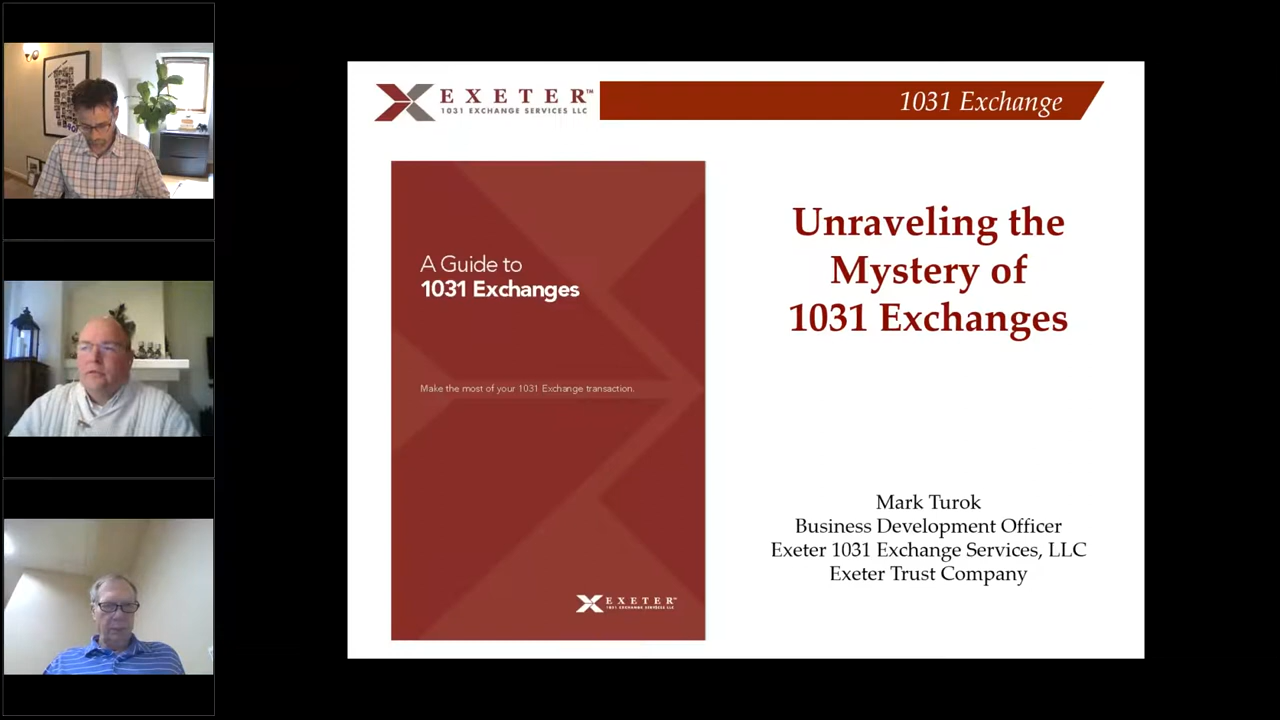 EXETER™
1031 EXCHANGE SERVICES LLC
1031 Exchange
A Guide to
1031 Exchanges
Make the most of your 1031 Exchange transaction.
EXETER™
1031 EXCHANGE SERVICES LLC
Unraveling the
Mystery of
1031 Exchanges
Mark Turok
Business Development Officer
Exeter 1031 Exchange Services, LLC
Exeter Trust Company